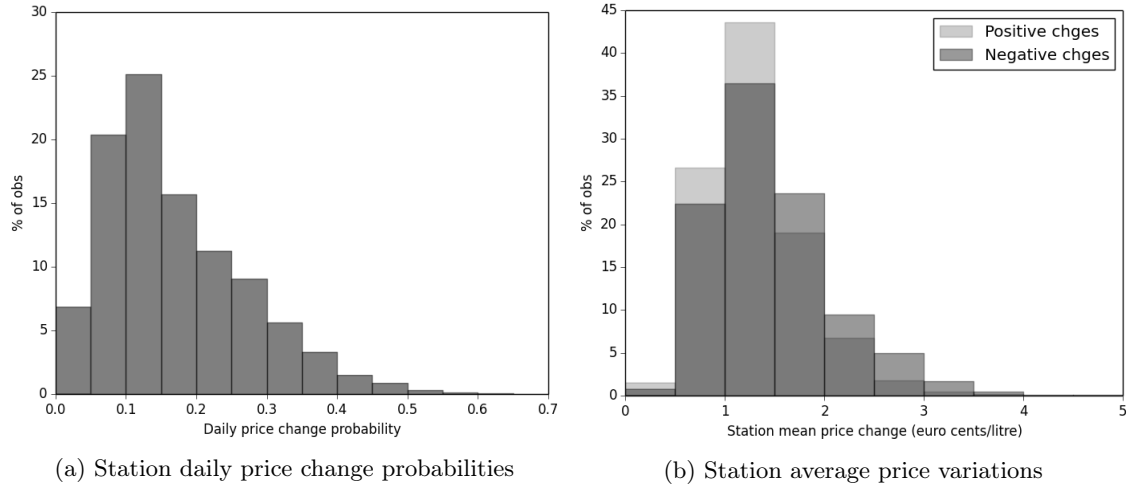 30
25
20
15
10
5
0
% of obs
0.0 0.1 0.2 0.3 0.4 0.5 0.6 0.7
Daily price change probability
(a) Station daily price change probabilities
45
40
35
30
25
20
15
10
5
0
% of obs
Positive chges
Negative chges
0 1 2 3 4 5
Station mean price change (euro cents/litre)
(b) Station average price variations